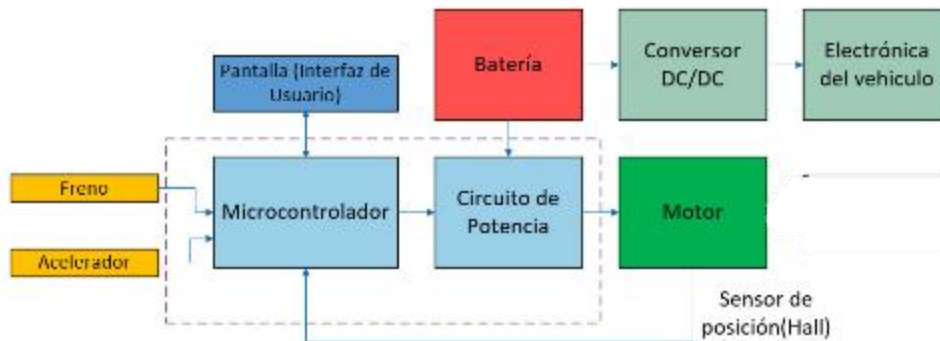 Batería
Conversor
DC/DC
Electrónica
del vehiculo
Pantalla (Interfaz de
Usuario)
Freno
Microcontrolador
Circuito de
Potencia
Motor
Acelerador
Sensor de
posición(Hall)